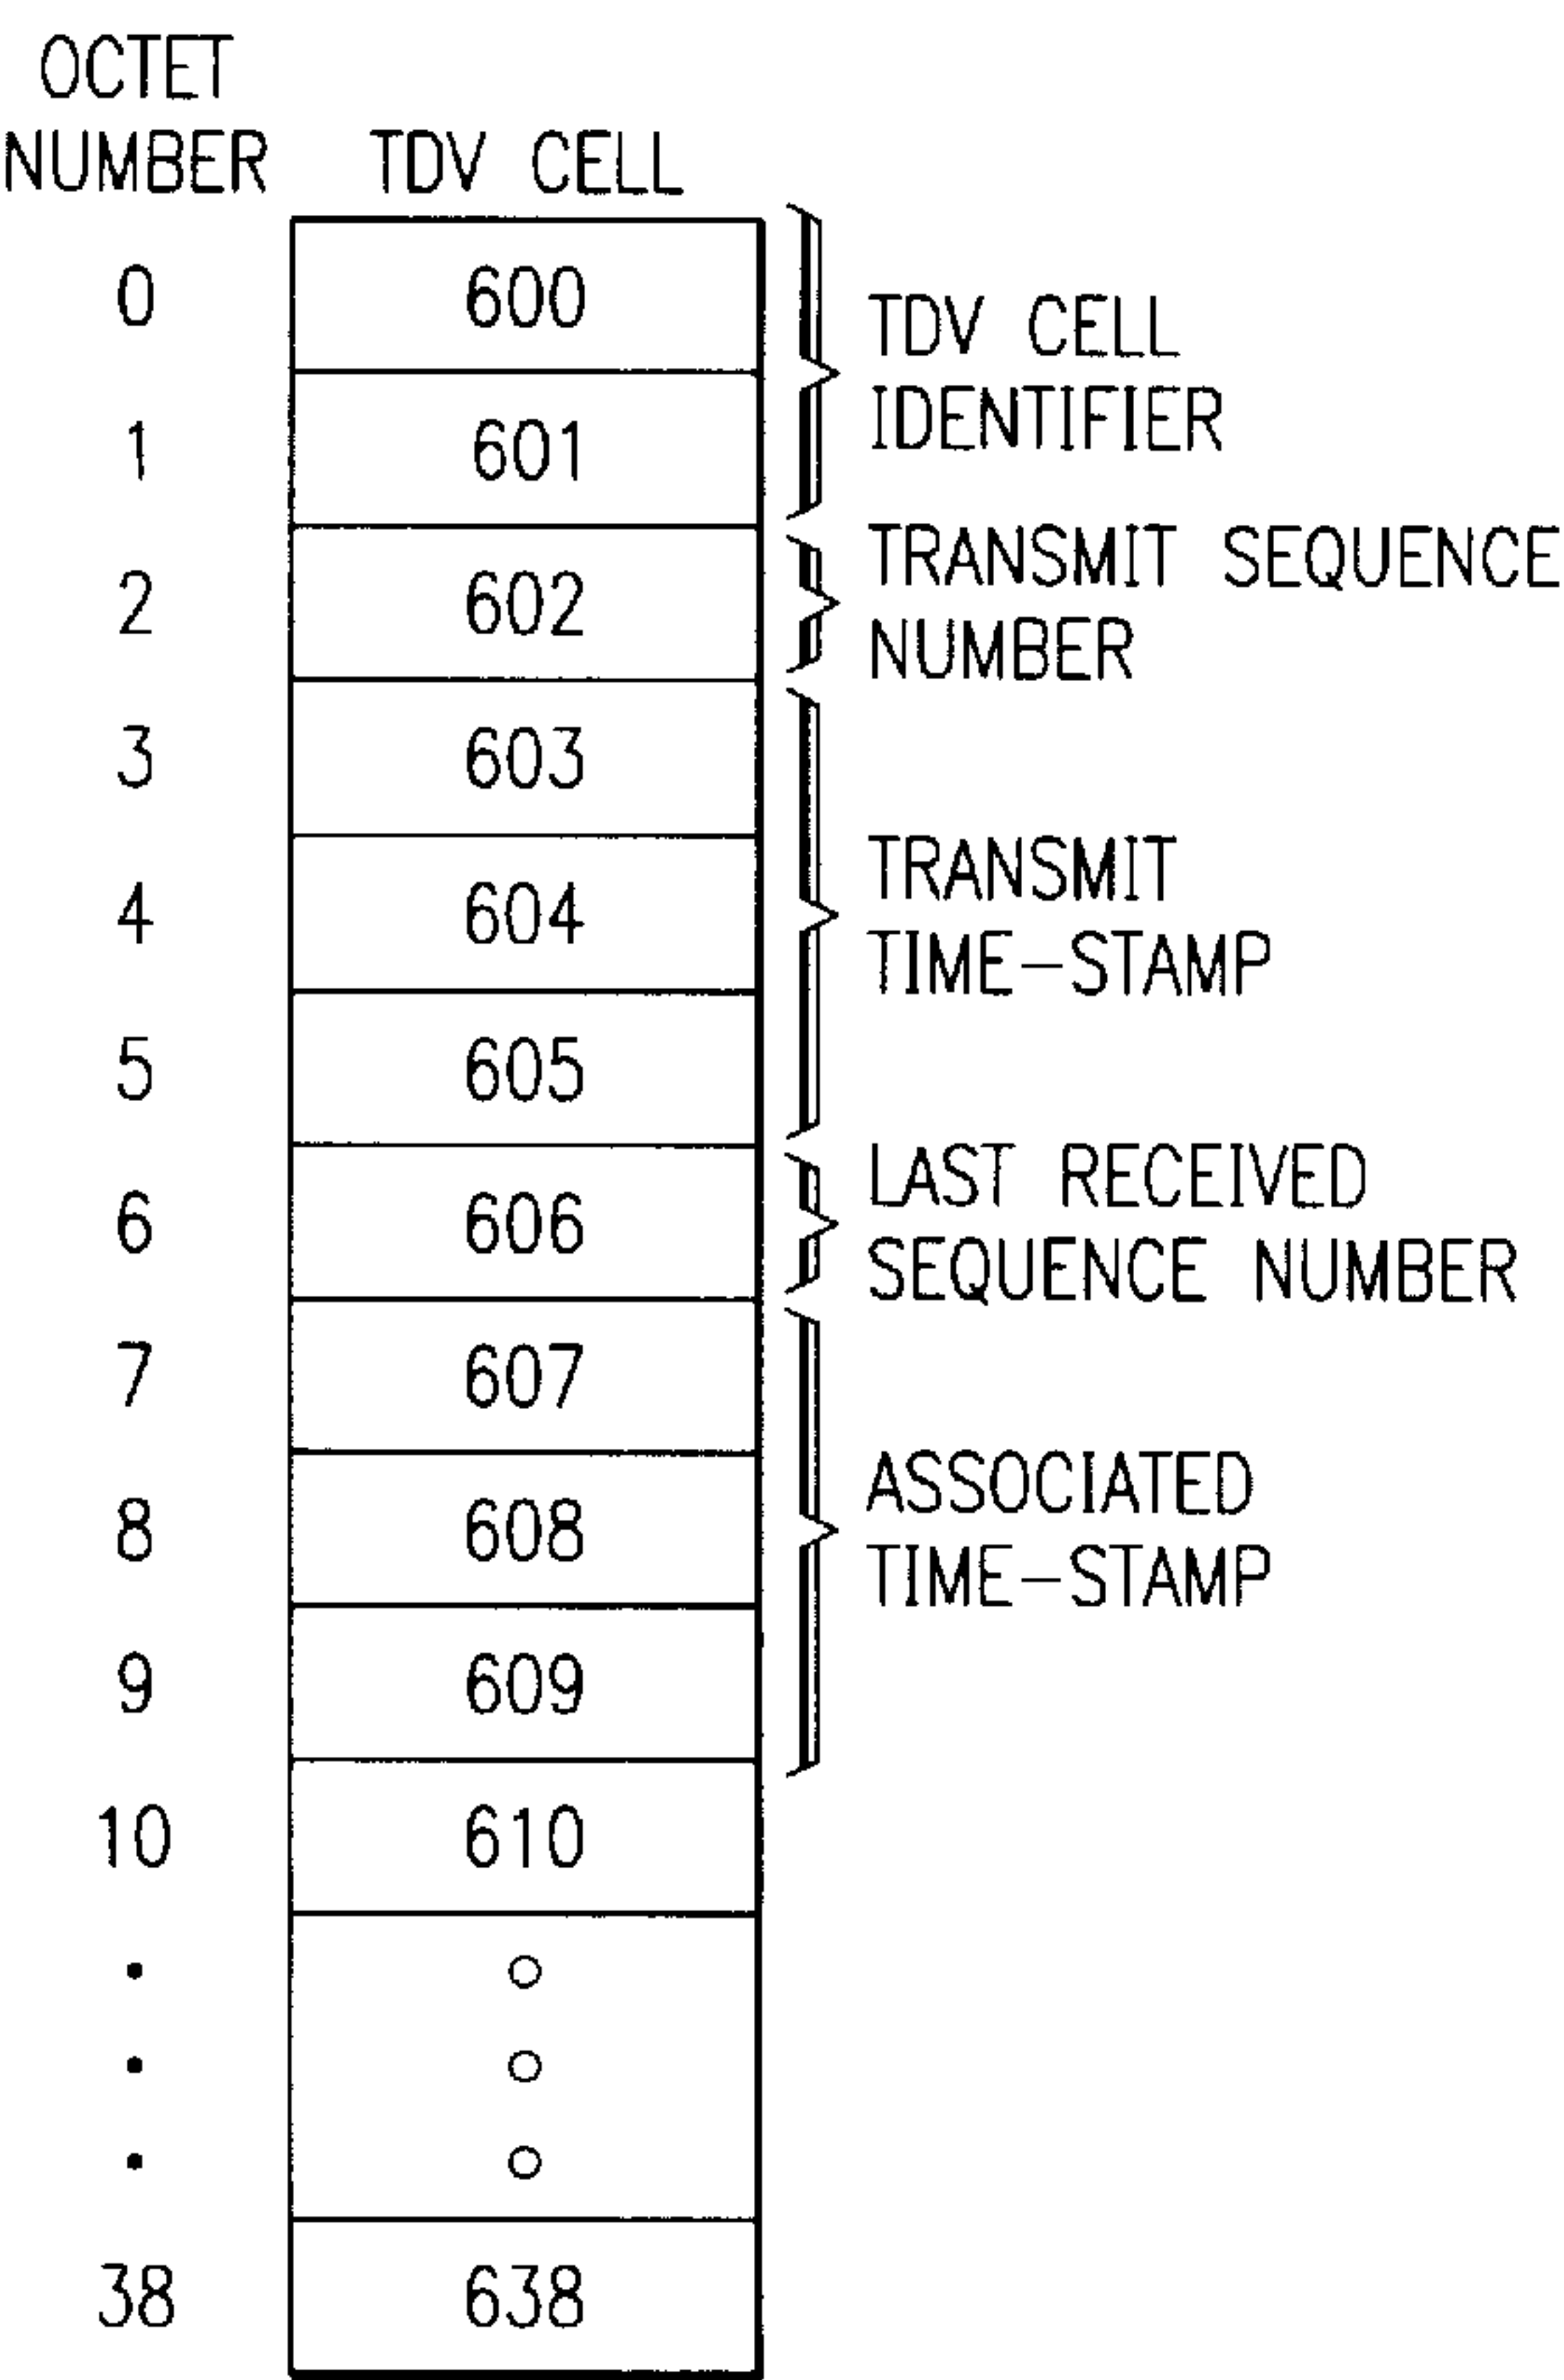 OCTET
NUMBER TDV CELL
0 600
TDV CELL
IDENTIFIER
1 601
TRANSMIT SEQUENCE
NUMBER
2 602
3 603
TRANSMIT
TIME-STAMP
4 604
5 605
LAST RECEIVED
SEQUENCE NUMBER
6 606
7 607
ASSOCIATED
TIME-STAMP
8 608
9 609
10 610
38 638